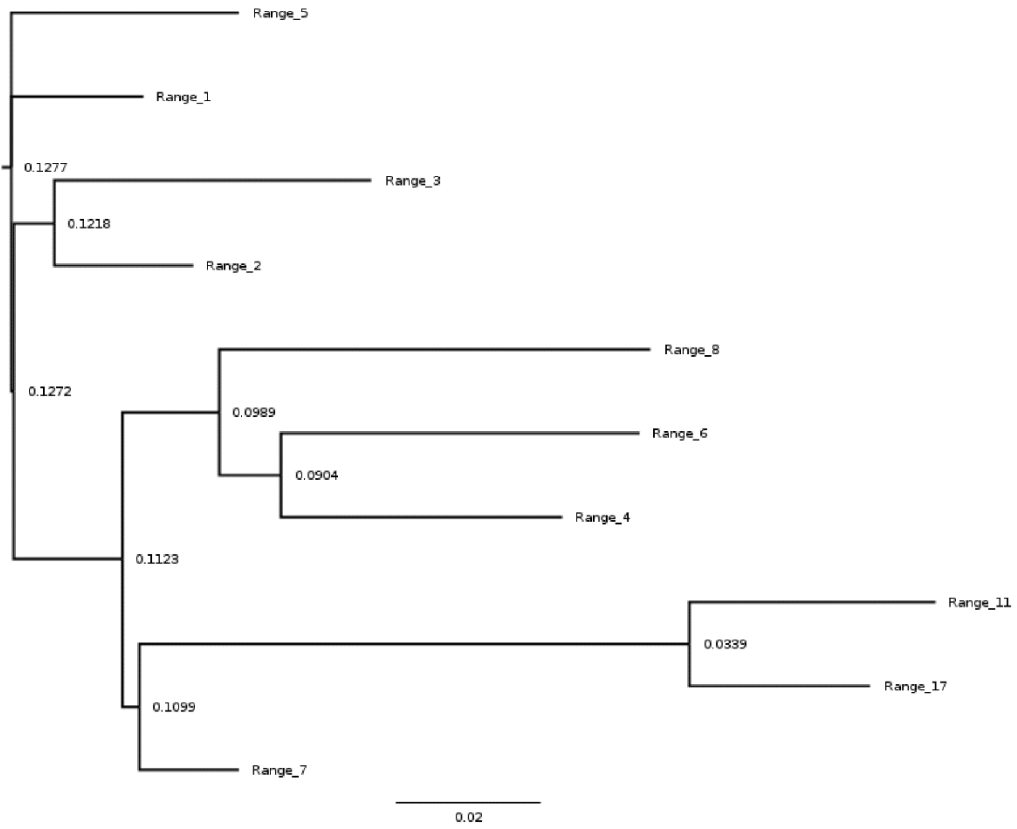 Range_5
Range_1
0.1277
Range_3
0.1218
Range_2
Range_8
0.1272
0.0989
Range_6
0.0904
Range_4
0.1123
Range_11
0.0339
Range_17
0.1099
Range_7
0.02